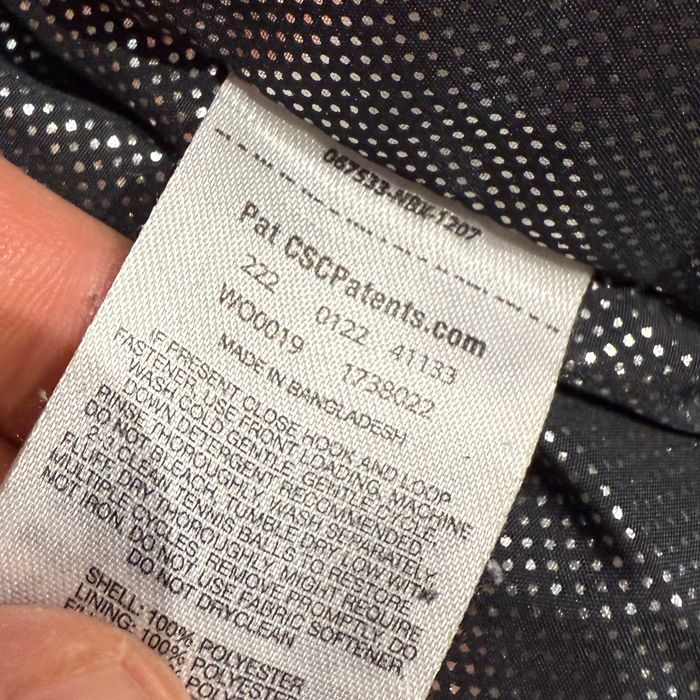 067533-NBK-1207
Pat CSCPatents.com
222 0122 41133
WO0019 1738022
MADE IN BANGLADESH
IF PRESENT CLOSE HOOK AND LOOP
FASTENER, USE FRONT LOADING, MACHINE
WASH COLD GENTLE, GENTLE CYCLE,
DOWN DETERGENT RECOMMENDED,
RINSE THOROUGHLY, WASH SEPARATELY,
DO NOT BLEACH, TUMBLE DRY LOW WITH
2-3 CLEAN TENNIS BALLS TO RESTORE
FLUFF, DRY THOROUGHLY, MIGHT REQUIRE
MULTIPLE CYCLES, REMOVE PROMPTLY, DO
NOT IRON, DO NOT USE FABRIC SOFTENER,
DO NOT DRYCLEAN
SHELL: 100% POLYESTER
LINING: 100% POLYESTER
POLYESTER